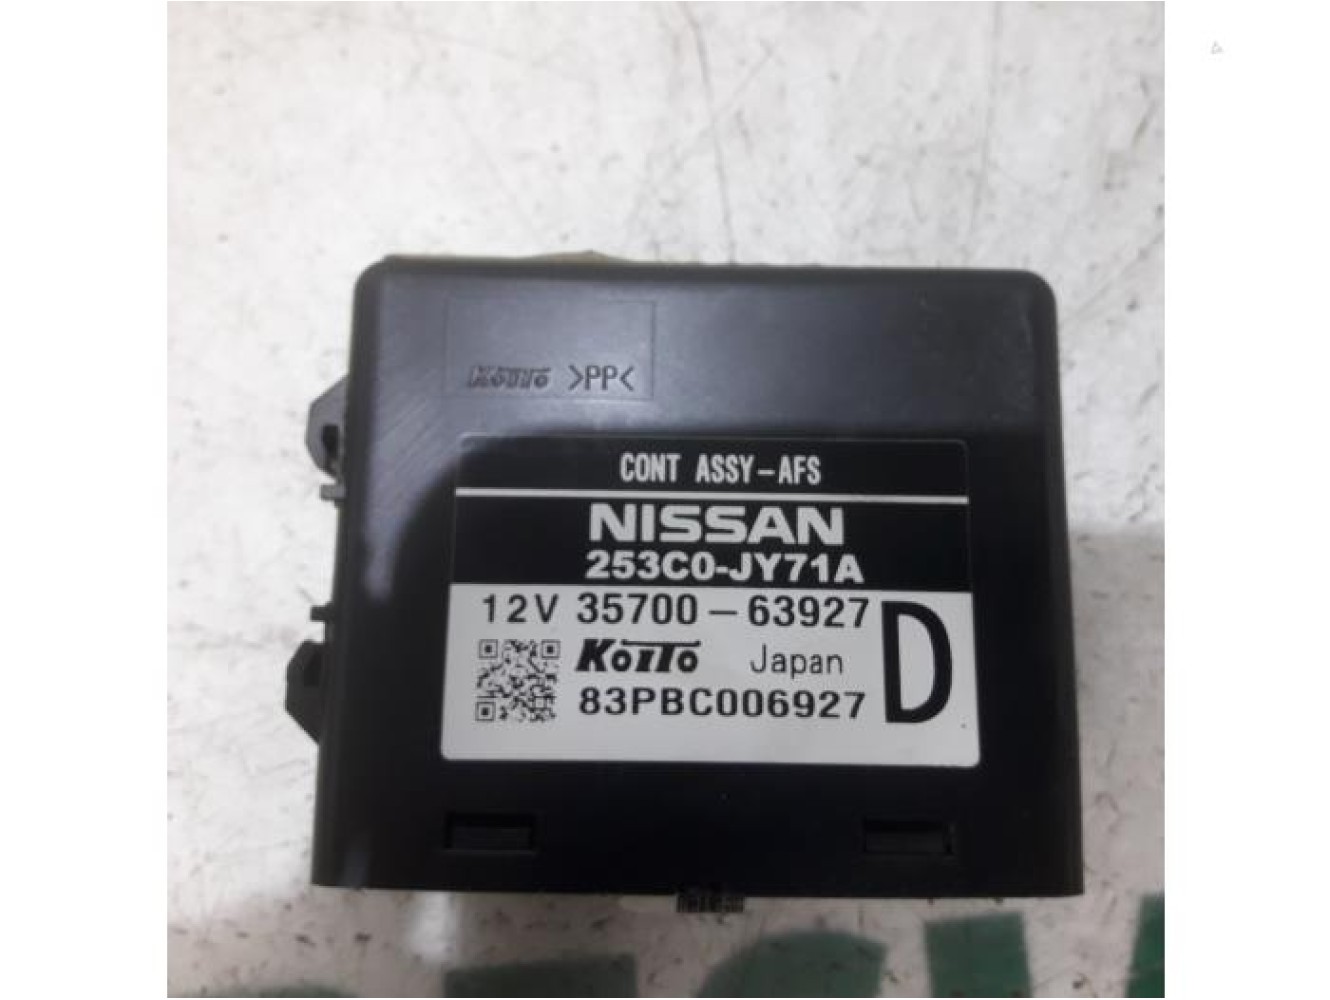 KOITO >PP<
CONT ASSY-AFS
NISSAN
253C0-JY71A
12V 35700-63927 D
KOITO Japan
83PBC006927